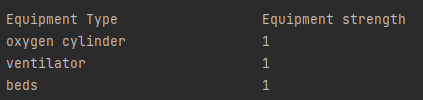 Equipment Type Equipment strength
oxygen cylinder 1
ventilator 1
beds 1